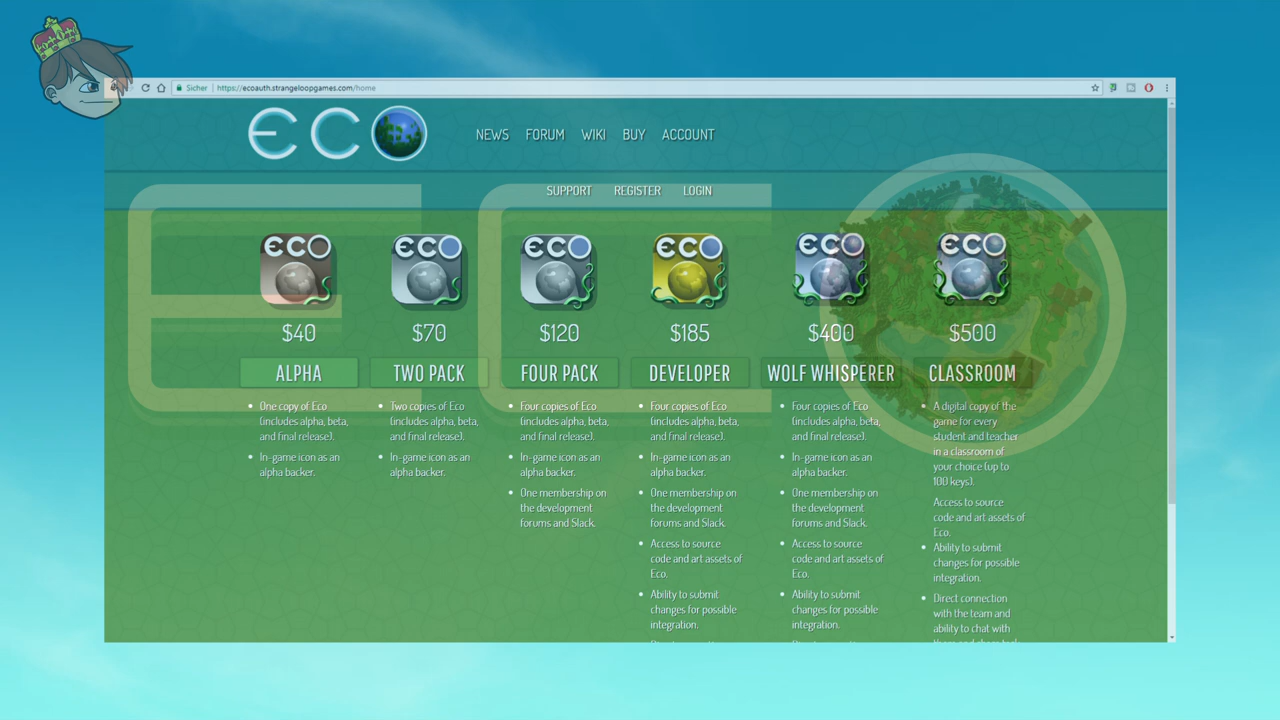 Sicher https://ecoauth.strangeloopgames.com/home
ECO
NEWS FORUM WIKI BUY ACCOUNT
SUPPORT REGISTER LOGIN
ECO ECO ECO ECO ECO ECO
$40 $70 $120 $185 $400 $500
ALPHA TWO PACK FOUR PACK DEVELOPER WOLF WHISPERER CLASSROOM
One copy of Eco
(includes alpha, beta,
and final release).
In-game icon as an
alpha backer.
Two copies of Eco
(includes alpha, beta,
and final release).
In-game icon as an
alpha backer.
Four copies of Eco
(includes alpha, beta,
and final release).
In-game icon as an
alpha backer.
One membership on
the development
forums and Slack.
Four copies of Eco
(includes alpha, beta,
and final release).
In-game icon as an
alpha backer.
One membership on
the development
forums and Slack.
Access to source
code and art assets of
Eco.
Ability to submit
changes for possible
integration.
Four copies of Eco
(includes alpha, beta,
and final release).
In-game icon as an
alpha backer.
One membership on
the development
forums and Slack.
Access to source
code and art assets of
Eco.
Ability to submit
changes for possible
integration.
A digital copy of the
game for every
student and teacher
in a classroom of
your choice (up to
100 keys).
Access to source
code and art assets of
Eco.
Ability to submit
changes for possible
integration.
Direct connection
with the team and
ability to chat with